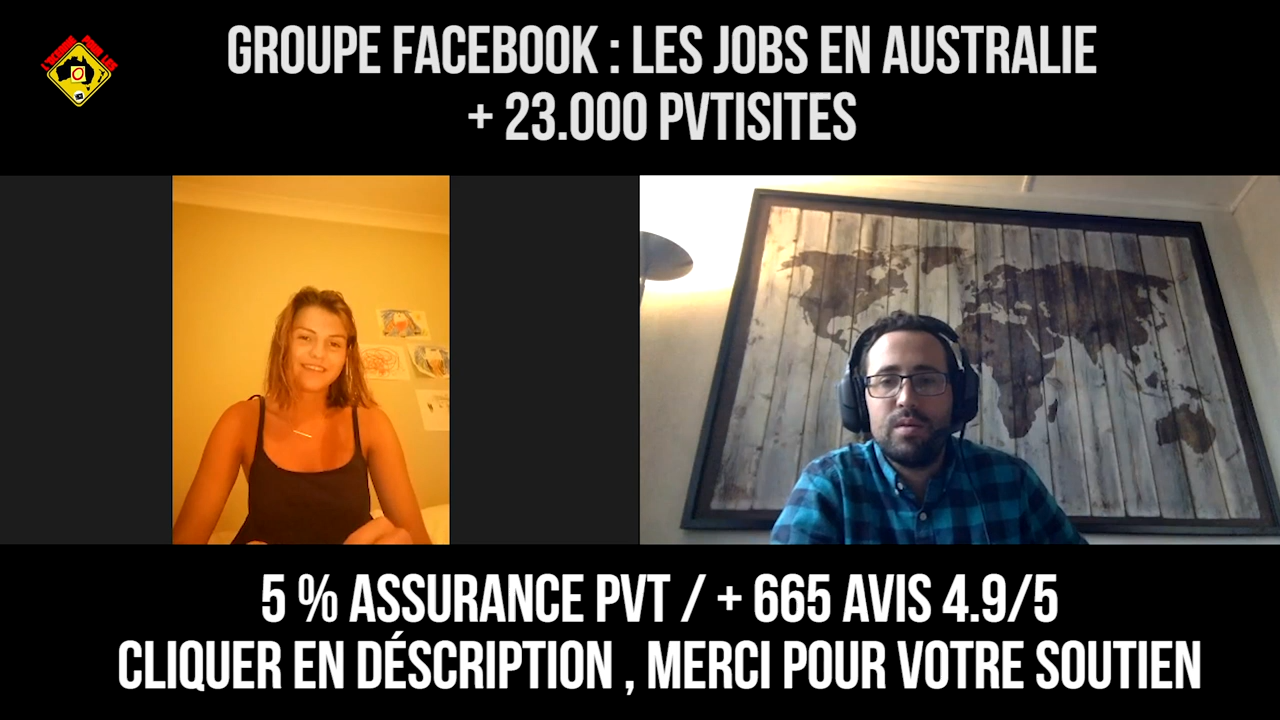 GROUPE FACEBOOK : LES JOBS EN AUSTRALIE
+ 23.000 PVTISITES
5 % ASSURANCE PVT / + 665 AVIS 4.9/5
CLIQUER EN DÉSCRIPTION , MERCI POUR VOTRE SOUTIEN